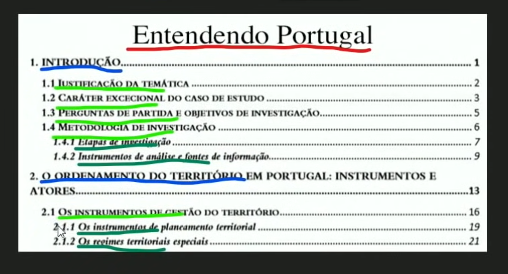 Entendendo Portugal
1. INTRODUÇÃO................................................................ 1
1.1 JUSTIFICAÇÃO DA TEMÁTICA................................................ 2
1.2 CARÁTER EXCECIONAL DO CASO DE ESTUDO................................ 3
1.3 PERGUNTAS DE PARTIDA E OBJETIVOS DE INVESTIGAÇÃO.................. 5
1.4 METODOLOGIA DE INVESTIGAÇÃO........................................... 6
1.4.1 Etapas de investigação................................................ 7
1.4.2 Instrumentos de análise e fontes de informação........................ 9
2. O ORDENAMENTO DO TERRITÓRIO EM PORTUGAL: INSTRUMENTOS E
ATORES........................................................................ 13
2.1 OS INSTRUMENTOS DE GESTÃO DO TERRITÓRIO............................. 16
2.1.1 Os instrumentos de planeamento territorial............................ 19
2.1.2 Os regimes territoriais especiais..................................... 21